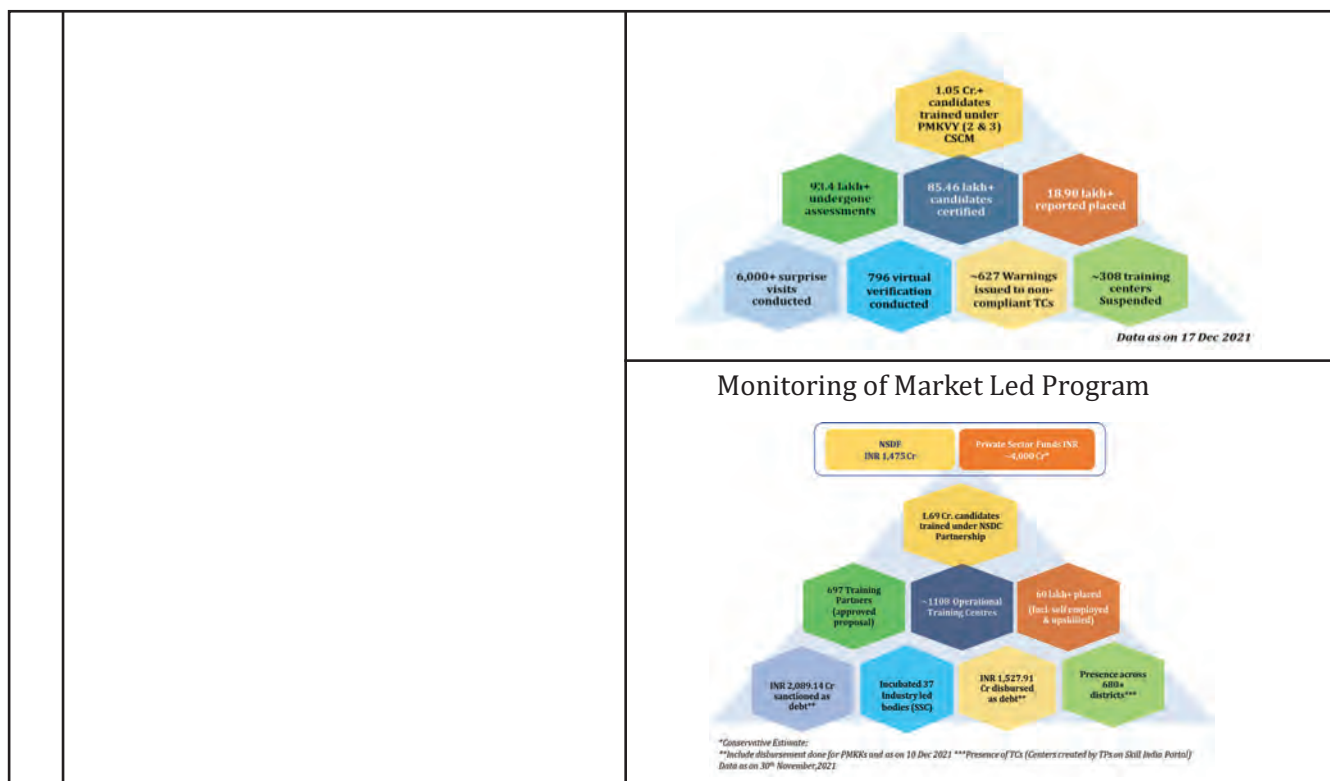 1.05 Cr.+
candidates
trained under
PMKVY (2 & 3)
CSCM
93.4 lakh+
undergone
assessments
85.46 lakh+
candidates
certified
18.90 lakh+
reported placed
6,000+ surprise
visits
conducted
796 virtual
verification
conducted
~627 Warnings
issued to non-
compliant TCs
~308 training
centers
Suspended
Data as on 17 Dec 2021
Monitoring of Market Led Program
NSDF
INR 1,475 Cr
Private Sector Funds INR
~4,000 Cr*
1.69 Cr. candidates
trained under NSDC
Partnership
697 Training
Partners
(approved
proposal)
~1108 Operational
Training Centres
60 lakh+ placed
(Incl. self employed
& upskilled)
INR 2,089.14 Cr
sanctioned as
debt**
Incubated 37
Industry led
bodies (SSC)
INR 1,527.91
Cr disbursed
as debt**
Presence across
680+
districts***
*Conservative Estimate;
**Include disbursement done for PMKKs and as on 10 Dec 2021 ***Presence of TCs (Centers created by TPs on Skill India Portal)
Data as on 30th November,2021